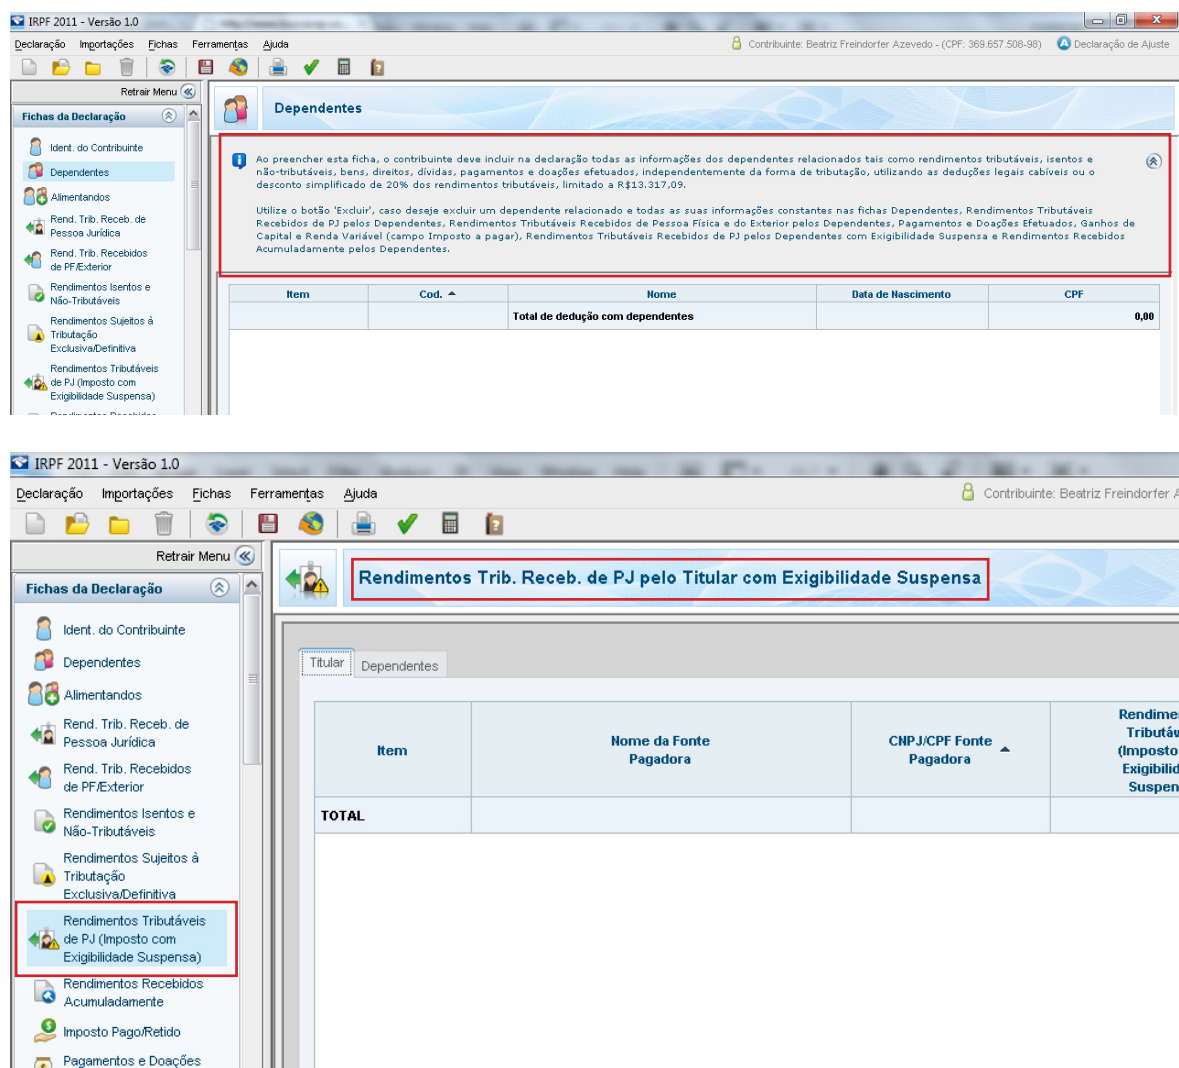 IRPF 2011 - Versão 1.0
Declaração Importações Fichas Ferramentas Ajuda
Contribuinte: Beatriz Freindorfer Azevedo - (CPF: 369.657.508-98) Declaração de Ajuste
Retrair Menu
Fichas da Declaração
Ident. do Contribuinte
Dependentes
Alimentandos
Rend. Trib. Receb. de
Pessoa Jurídica
Rend. Trib. Recebidos
de PF/Exterior
Rendimentos Isentos e
Não-Tributáveis
Rendimentos Sujeitos à
Tributação
Exclusiva/Definitiva
Rendimentos Tributáveis
de PJ (Imposto com
Exigibilidade Suspensa)
Dependentes
Ao preencher esta ficha, o contribuinte deve incluir na declaração todas as informações dos dependentes relacionados tais como rendimentos tributáveis, isentos e
não-tributáveis, bens, direitos, dívidas, pagamentos e doações efetuados, independentemente da forma de tributação, utilizando as deduções legais cabíveis ou o
desconto simplificado de 20% dos rendimentos tributáveis, limitado a R$13.317,09.
Utilize o botão 'Excluir', caso deseje excluir um dependente relacionado e todas as suas informações constantes nas fichas Dependentes, Rendimentos Tributáveis
Recebidos de PJ pelos Dependentes, Rendimentos Tributáveis Recebidos de Pessoa Física e do Exterior pelos Dependentes, Pagamentos e Doações Efetuados, Ganhos de
Capital e Renda Variável (campo Imposto a pagar), Rendimentos Tributáveis Recebidos de PJ pelos Dependentes com Exigibilidade Suspensa e Rendimentos Recebidos
Acumuladamente pelos Dependentes.
Item Cod. Nome Data de Nascimento CPF
Total de dedução com dependentes 0,00
IRPF 2011 - Versão 1.0
Declaração Importações Fichas Ferramentas Ajuda
Contribuinte: Beatriz Freindorfer A
Retrair Menu
Fichas da Declaração
Ident. do Contribuinte
Dependentes
Alimentandos
Rend. Trib. Receb. de
Pessoa Jurídica
Rend. Trib. Recebidos
de PF/Exterior
Rendimentos Isentos e
Não-Tributáveis
Rendimentos Sujeitos à
Tributação
Exclusiva/Definitiva
Rendimentos Tributáveis
de PJ (Imposto com
Exigibilidade Suspensa)
Rendimentos Recebidos
Acumuladamente
Imposto Pago/Retido
Pagamentos e Doações
Rendimentos Trib. Receb. de PJ pelo Titular com Exigibilidade Suspensa
Titular Dependentes
Item
Nome da Fonte
Pagadora
CNPJ/CPF Fonte
Pagadora
Rendime
Tributáv
(Imposto
Exigibilid
Suspen
TOTAL